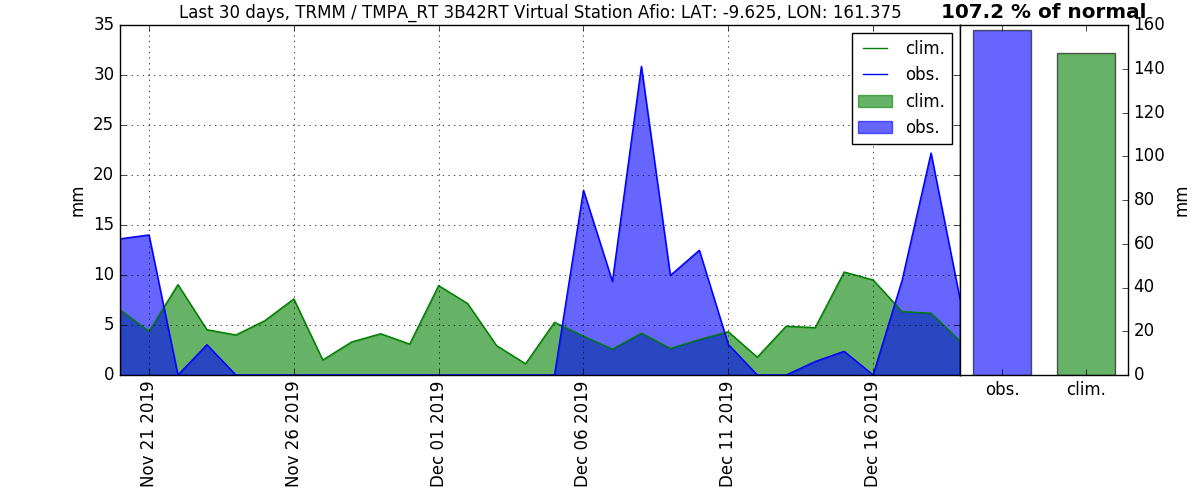 Last 30 days, TRMM / TMPA_RT 3B42RT Virtual Station Afio: LAT: -9.625, LON: 161.375
107.2 % of normal
35
30
25
20
15
10
5
0
mm
clim.
obs.
clim.
obs.
Nov 21 2019
Nov 26 2019
Dec 01 2019
Dec 06 2019
Dec 11 2019
Dec 16 2019
160
140
120
100
80
60
40
20
0
mm
obs.
clim.